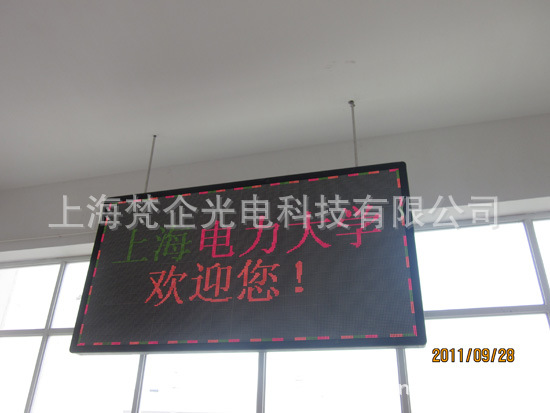 上海梵企光电科技有限公司
上海电力大学
欢迎您！
2011/09/28